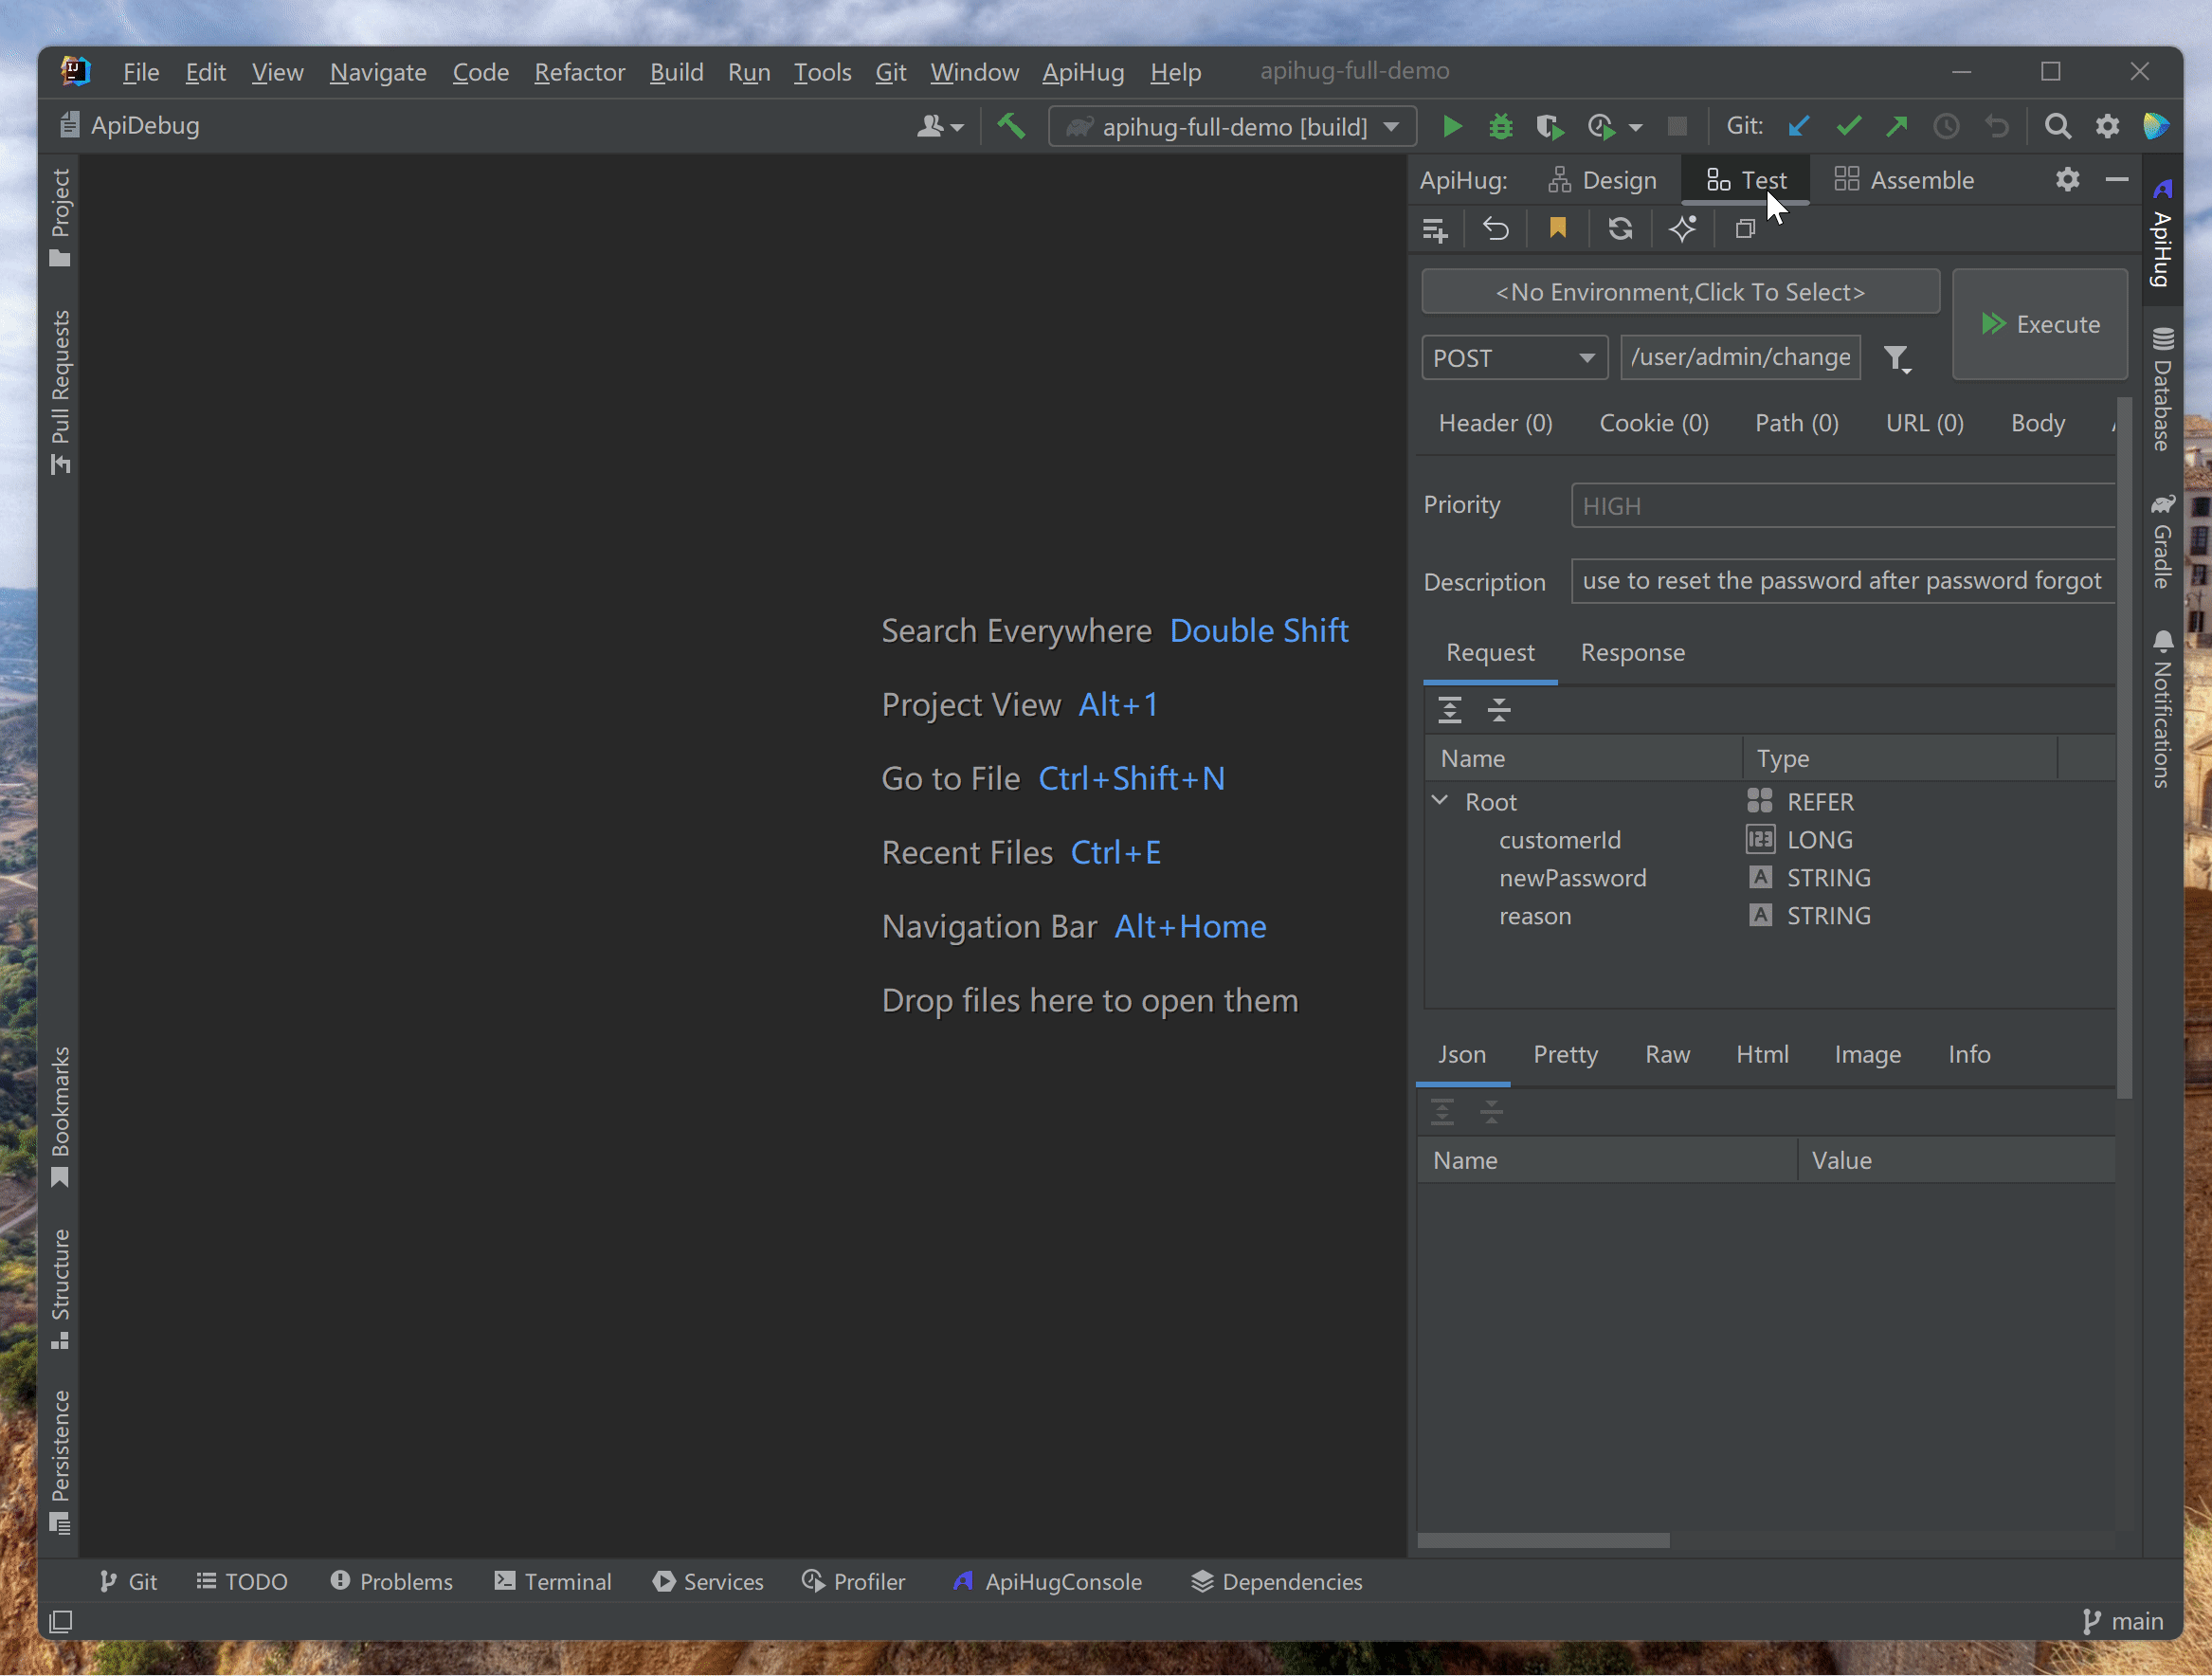 File Edit View Navigate Code Refactor Build Run Tools Git Window ApiHug Help apihug-full-demo
ApiDebug apihug-full-demo [build] Git:
Project
Pull Requests
Bookmarks
Structure
Persistence
Search Everywhere Double Shift
Project View Alt+1
Go to File Ctrl+Shift+N
Recent Files Ctrl+E
Navigation Bar Alt+Home
Drop files here to open them
ApiHug: Design Test Assemble
<No Environment,Click To Select>
Execute
POST /user/admin/change
Header (0) Cookie (0) Path (0) URL (0) Body
Priority HIGH
Description use to reset the password after password forgot
Request Response
Name Type
Root REFER
customerId LONG
newPassword STRING
reason STRING
Json Pretty Raw Html Image Info
Name Value
ApiHug
Database
Gradle
Notifications
Git TODO Problems Terminal Services Profiler ApiHugConsole Dependencies
main